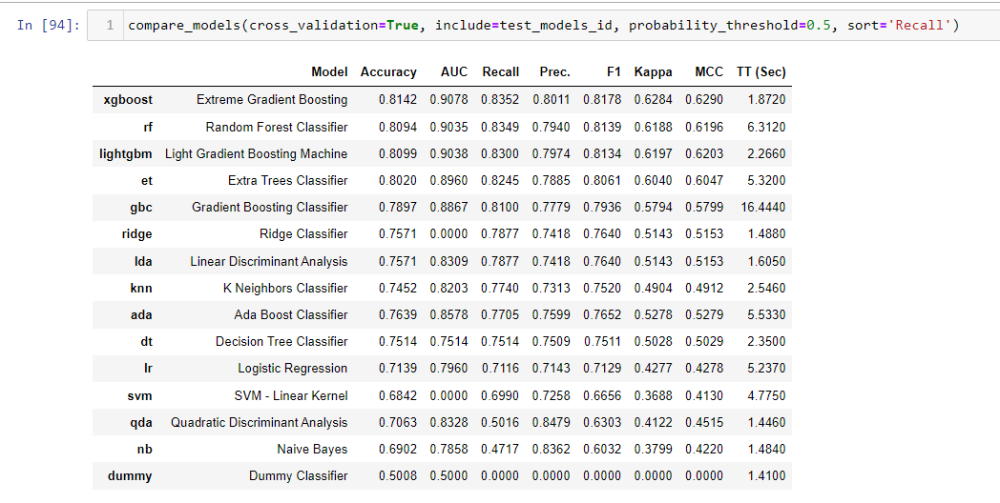 In [94]: 1 compare_models(cross_validation=True, include=test_models_id, probability_threshold=0.5, sort='Recall')
Model Accuracy AUC Recall Prec. F1 Kappa MCC TT (Sec)
xgboost Extreme Gradient Boosting 0.8142 0.9078 0.8352 0.8011 0.8178 0.6284 0.6290 1.8720
rf Random Forest Classifier 0.8094 0.9035 0.8349 0.7940 0.8139 0.6188 0.6196 6.3120
lightgbm Light Gradient Boosting Machine 0.8099 0.9038 0.8300 0.7974 0.8134 0.6197 0.6203 2.2660
et Extra Trees Classifier 0.8020 0.8960 0.8245 0.7885 0.8061 0.6040 0.6047 5.3200
gbc Gradient Boosting Classifier 0.7897 0.8867 0.8100 0.7779 0.7936 0.5794 0.5799 16.4440
ridge Ridge Classifier 0.7571 0.0000 0.7877 0.7418 0.7640 0.5143 0.5153 1.4880
lda Linear Discriminant Analysis 0.7571 0.8309 0.7877 0.7418 0.7640 0.5143 0.5153 1.6050
knn K Neighbors Classifier 0.7452 0.8203 0.7740 0.7313 0.7520 0.4904 0.4912 2.5460
ada Ada Boost Classifier 0.7639 0.8578 0.7705 0.7599 0.7652 0.5278 0.5279 5.5330
dt Decision Tree Classifier 0.7514 0.7514 0.7514 0.7509 0.7511 0.5028 0.5029 2.3500
lr Logistic Regression 0.7139 0.7960 0.7116 0.7143 0.7129 0.4277 0.4278 5.2370
svm SVM - Linear Kernel 0.6842 0.0000 0.6990 0.7258 0.6656 0.3688 0.4130 4.7750
qda Quadratic Discriminant Analysis 0.7063 0.8328 0.5016 0.8479 0.6303 0.4122 0.4515 1.4460
nb Naive Bayes 0.6902 0.7858 0.4717 0.8362 0.6032 0.3799 0.4220 1.4840
dummy Dummy Classifier 0.5008 0.5000 0.0000 0.0000 0.0000 0.0000 0.0000 1.4100